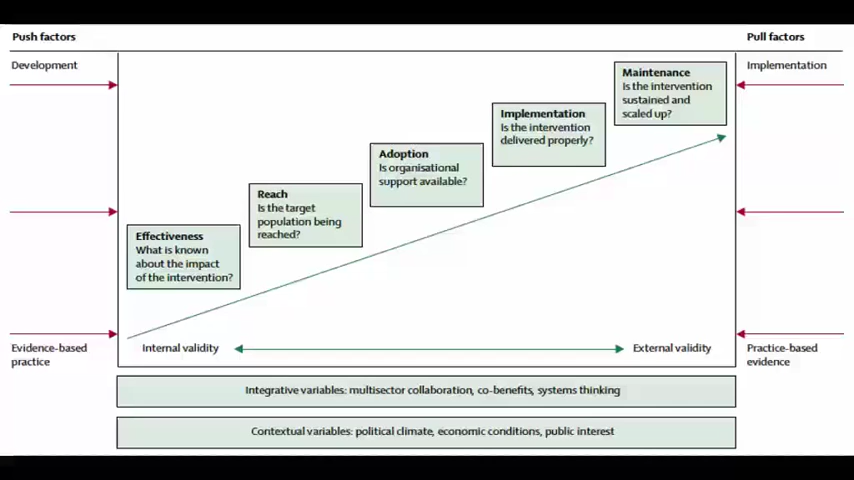 Push factors
Pull factors
Development
Implementation
Maintenance
Is the intervention
sustained and
scaled up?
Implementation
Is the intervention
delivered properly?
Adoption
Is organisational
support available?
Reach
Is the target
population being
reached?
Effectiveness
What is known
about the impact
of the intervention?
Evidence-based
practice
Internal validity
External validity
Practice-based
evidence
Integrative variables: multisector collaboration, co-benefits, systems thinking
Contextual variables: political climate, economic conditions, public interest